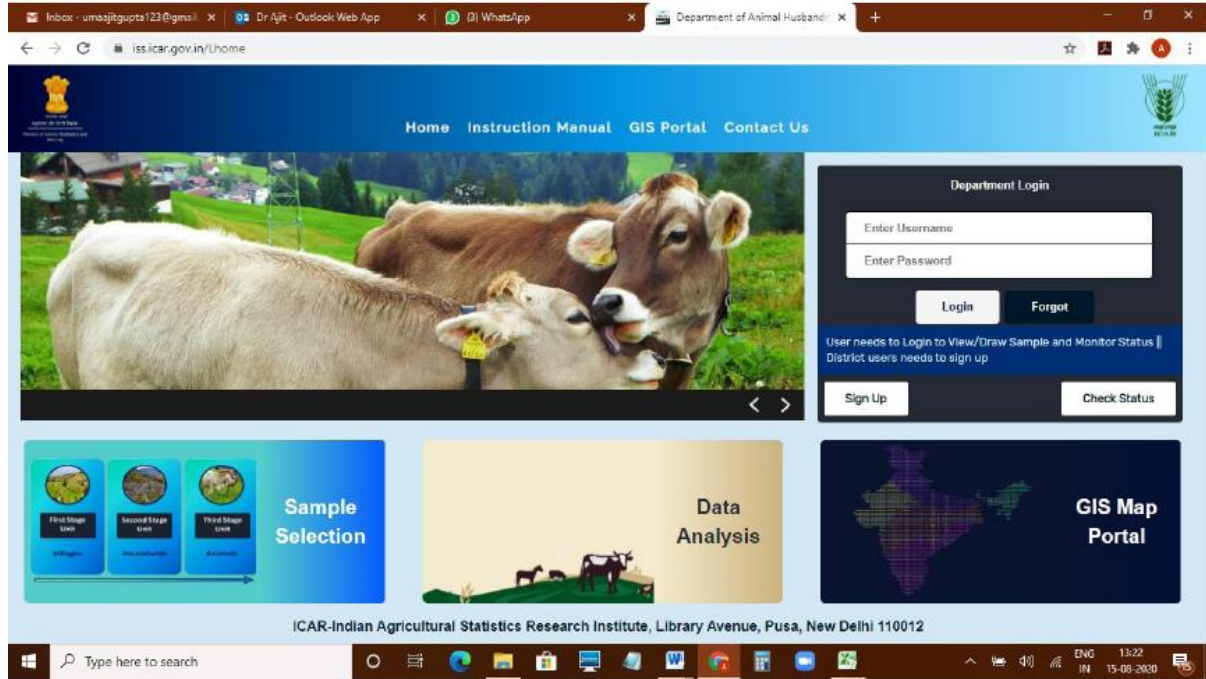 Inbox - umaajitgupta123@gmail.
Dr Ajit - Outlook Web App
(3) WhatsApp
Department of Animal Husbandr
iss.icar.gov.in/Lhome
A
Home Instruction Manual GIS Portal Contact Us
ICAR
Department Login
Enter Username
Enter Password
Login Forgot
User needs to Login to View/Draw Sample and Monitor Status ||
District users needs to sign up
Sign Up Check Status
First Stage
Unit
Villages
Second Stage
Unit
Households
Third Stage
Unit
Animals
Sample
Selection
Data
Analysis
GIS Map
Portal
ICAR-Indian Agricultural Statistics Research Institute, Library Avenue, Pusa, New Delhi 110012
Type here to search
ENG
IN
13:22
15-08-2020